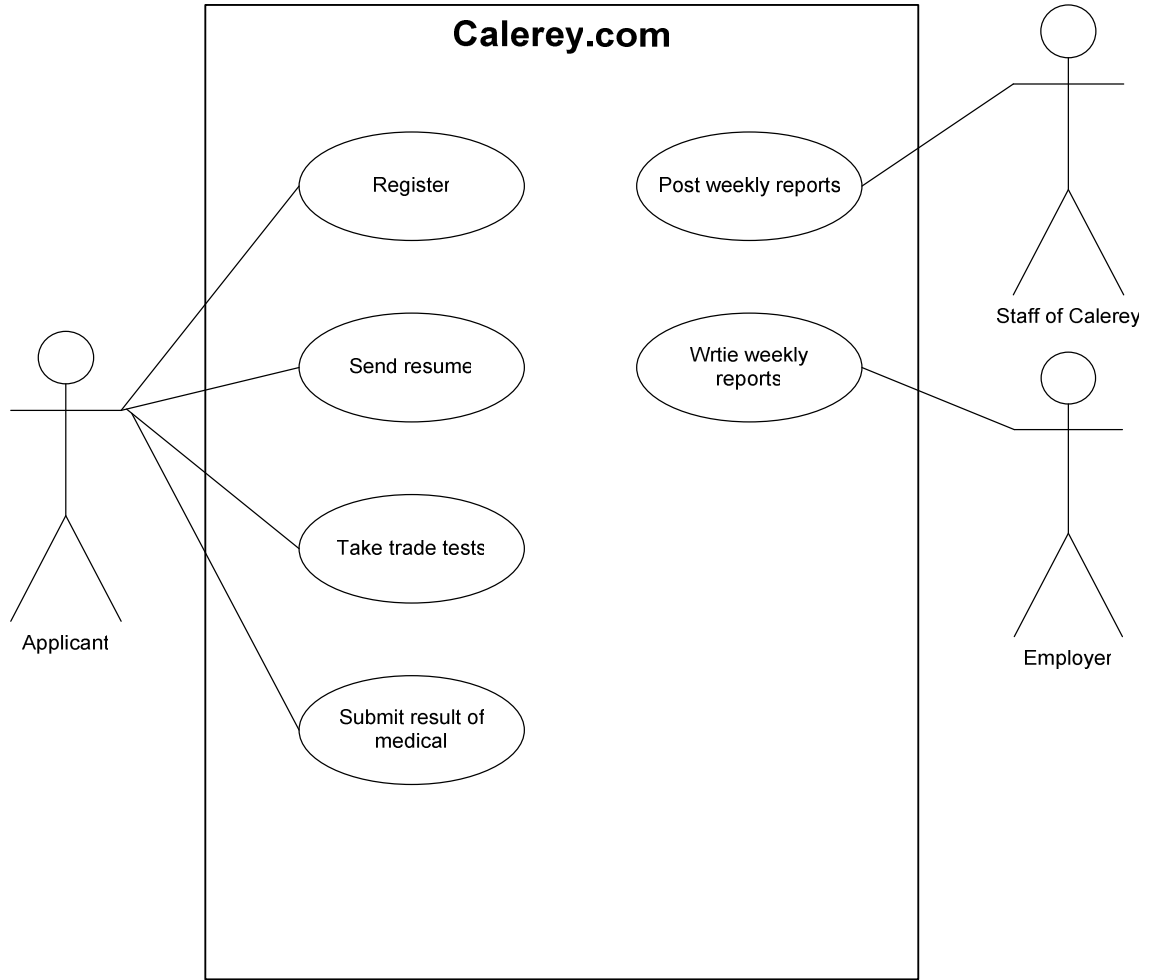 Calerey.com
Register
Post weekly reports
Staff of Calerey
Send resume
Wrtie weekly
reports
Take trade tests
Applicant
Employer
Submit result of
medical